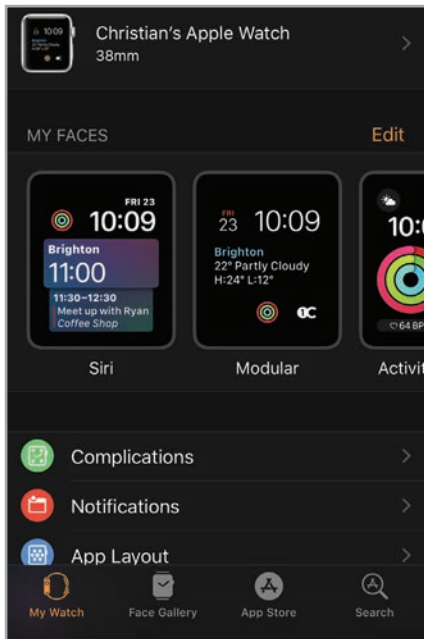 10:09
Christian's Apple Watch
38mm
MY FACES
Edit
FRI 23
10:09
Brighton
11:00
11:30–12:30
Meet up with Ryan
Coffee Shop
Siri
FRI
23
10:09
Brighton
22° Partly Cloudy
H:24° L:12°
Modular
10:0
64 BP
Activit
Complications
Notifications
App Layout
My Watch
Face Gallery
App Store
Search